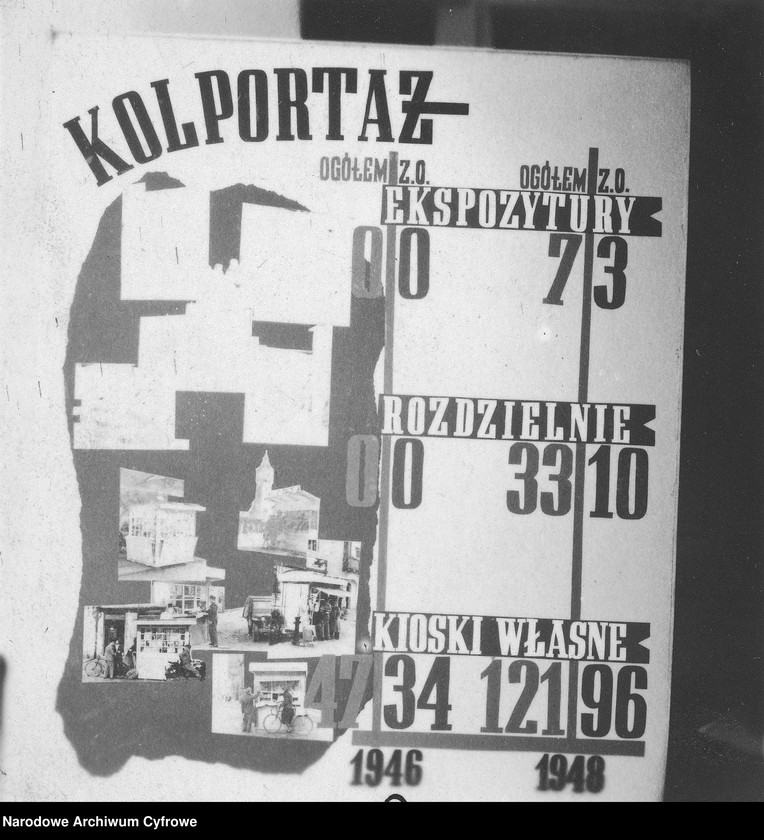 KOLPORTAŻ
OGÓŁEM Z.O. OGÓŁEM Z.O.
EKSPOZYTURY
0 0 7 3
ROZDZIELNIE
0 0 33 10
KIOSKI WŁASNE
47 34 121 96
1946 1948
Narodowe Archiwum Cyfrowe